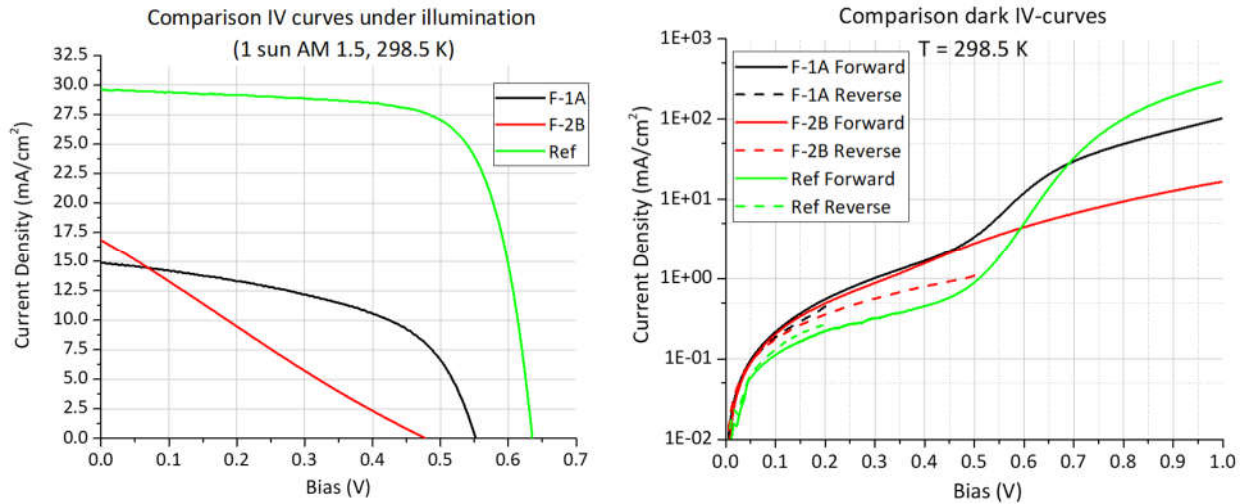 Comparison IV curves under illumination
(1 sun AM 1.5, 298.5 K)
32.5
30.0
27.5
25.0
22.5
20.0
17.5
15.0
12.5
10.0
7.5
5.0
2.5
0.0
Current Density (mA/cm²)
F-1A
F-2B
Ref
0.0 0.1 0.2 0.3 0.4 0.5 0.6 0.7
Bias (V)
Comparison dark IV-curves
T = 298.5 K
1E+03
1E+02
1E+01
1E+00
1E-01
1E-02
Current Density (mA/cm²)
F-1A Forward
F-1A Reverse
F-2B Forward
F-2B Reverse
Ref Forward
Ref Reverse
0.0 0.1 0.2 0.3 0.4 0.5 0.6 0.7 0.8 0.9 1.0
Bias (V)